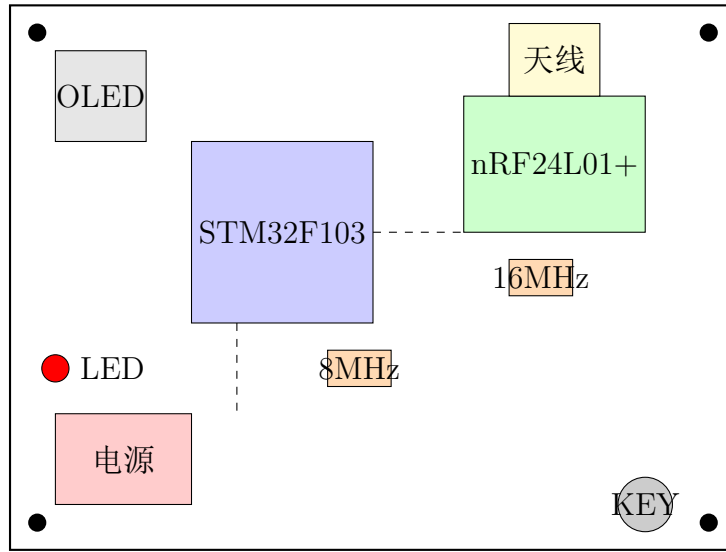 天线
OLED
nRF24L01+
STM32F103
16MHz
LED
8MHz
电源
KEY